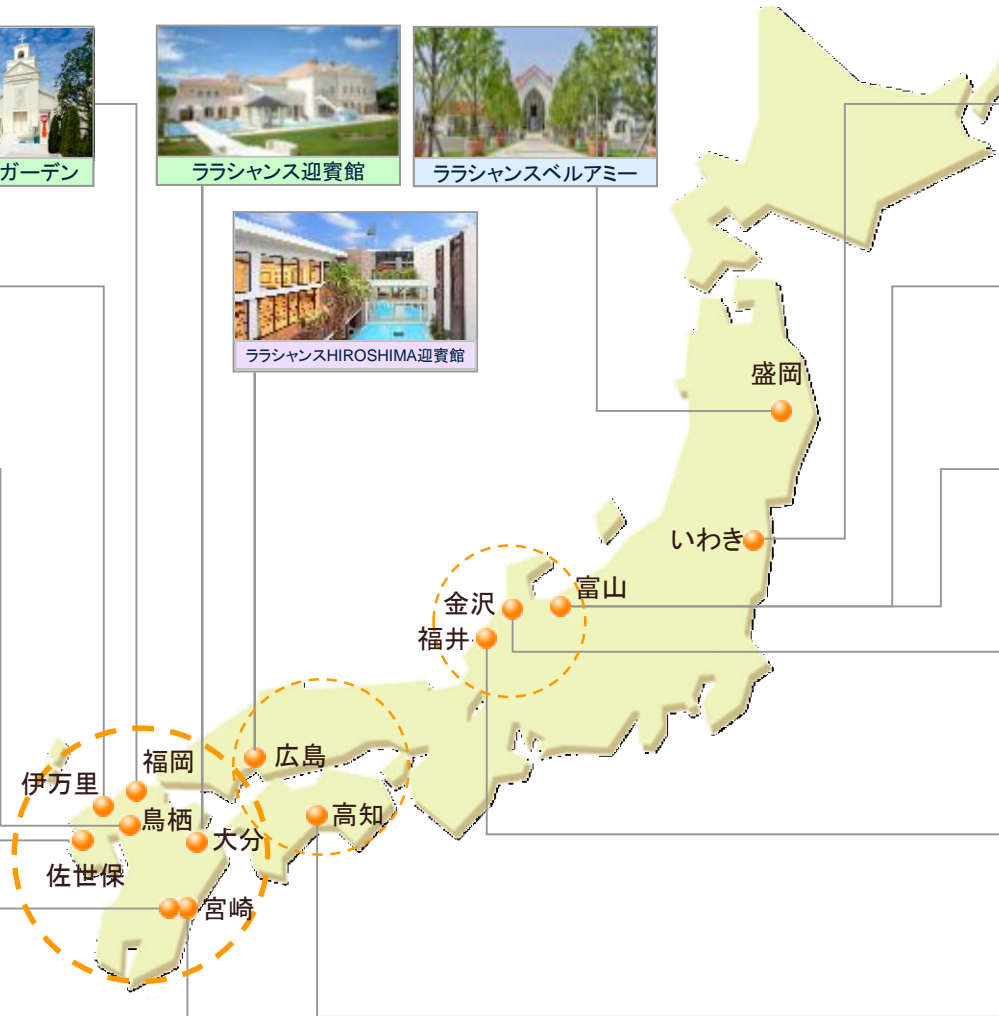 ガーデン
ララシャンス迎賓館
ララシャンスベルアミー
ララシャンスHIROSHIMA迎賓館
盛岡
いわき
富山
金沢
福井
広島
福岡
伊万里
高知
鳥栖
大分
佐世保
宮崎